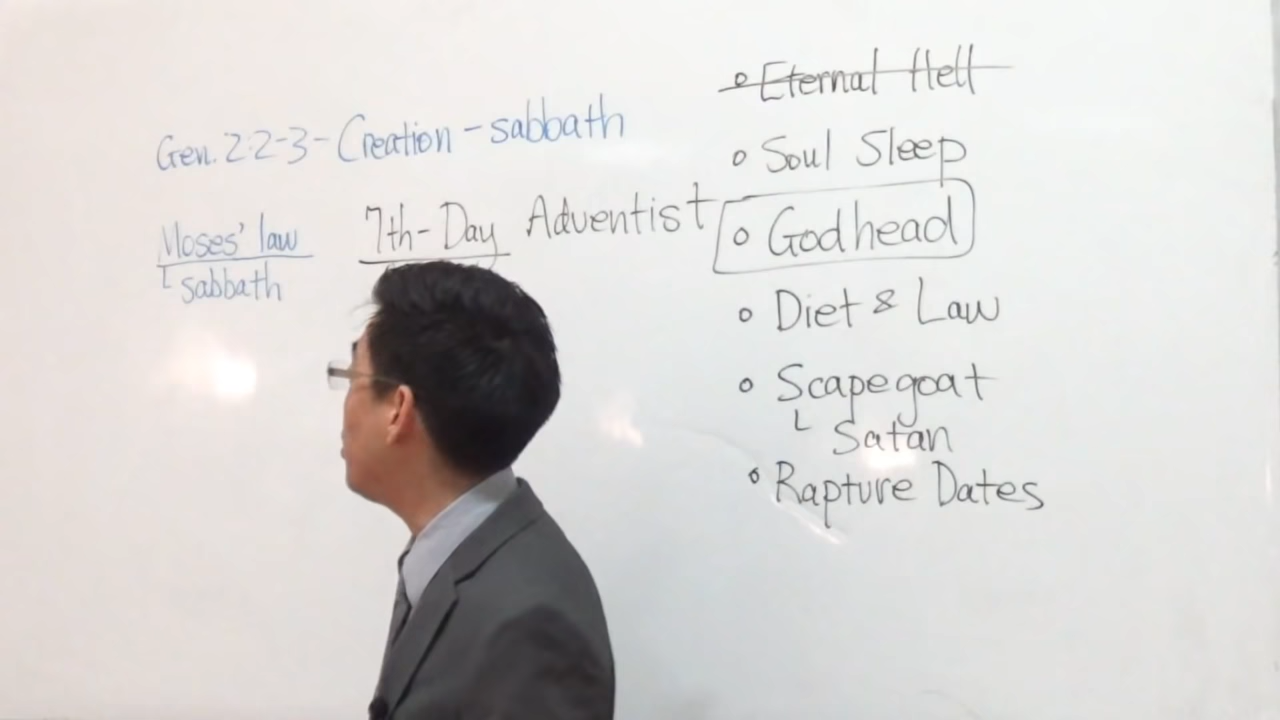 Gen. 2:2-3 - Creation - sabbath
Moses' law
└ sabbath
7th-Day Adventist
• Eternal Hell
• Soul Sleep
• Godhead
• Diet & Law
• Scapegoat
└ Satan
• Rapture Dates